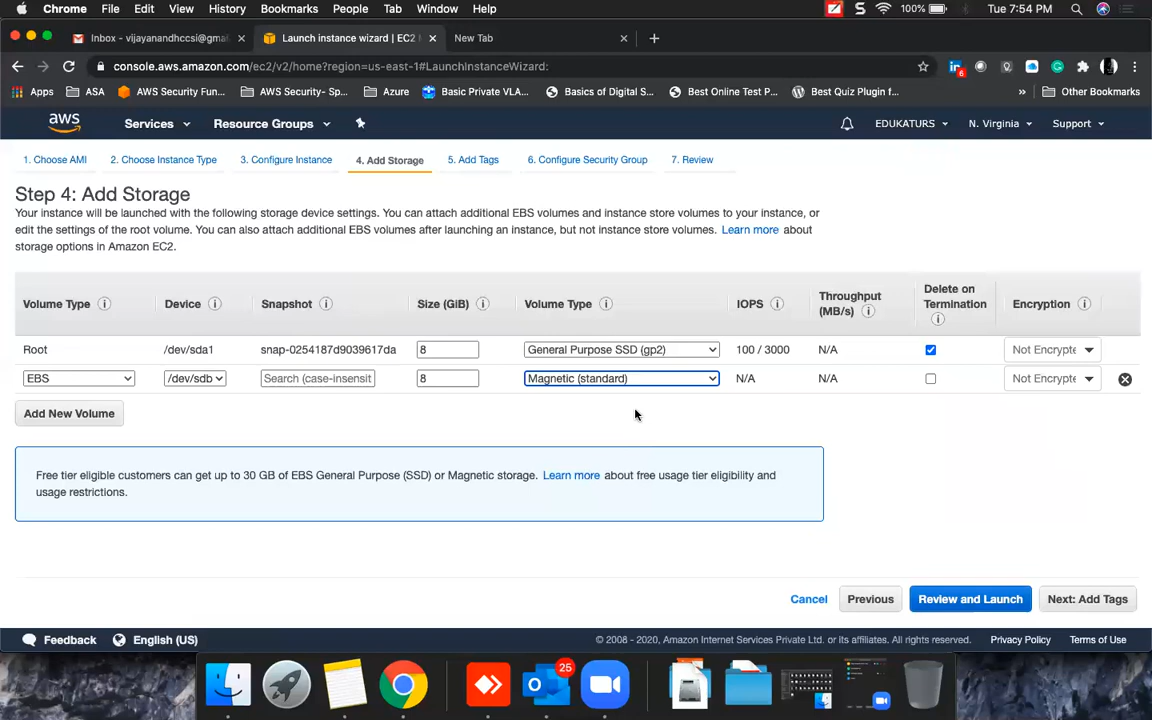 Chrome File Edit View History Bookmarks People Tab Window Help 100% Tue 7:54 PM
Inbox - vijayanandhccsi@gma
Launch instance wizard | EC2
New Tab
console.aws.amazon.com/ec2/v2/home?region=us-east-1#LaunchInstanceWizard:
6
Apps ASA AWS Security Fun... AWS Security- Sp... Azure Basic Private VLA... Basics of Digital S... Best Online Test P... Best Quiz Plugin f... » Other Bookmarks
aws Services Resource Groups EDUKATURS N. Virginia Support
1. Choose AMI 2. Choose Instance Type 3. Configure Instance 4. Add Storage 5. Add Tags 6. Configure Security Group 7. Review
Step 4: Add Storage
Your instance will be launched with the following storage device settings. You can attach additional EBS volumes and instance store volumes to your instance, or
edit the settings of the root volume. You can also attach additional EBS volumes after launching an instance, but not instance store volumes. Learn more about
storage options in Amazon EC2.
Volume Type Device Snapshot Size (GiB) Volume Type IOPS Throughput (MB/s) Delete on Termination Encryption
Root /dev/sda1 snap-0254187d9039617da 8 General Purpose SSD (gp2) 100 / 3000 N/A Not Encrypte
EBS /dev/sdb Search (case-insensit 8 Magnetic (standard) N/A N/A Not Encrypte
Add New Volume
Free tier eligible customers can get up to 30 GB of EBS General Purpose (SSD) or Magnetic storage. Learn more about free usage tier eligibility and
usage restrictions.
Cancel Previous Review and Launch Next: Add Tags
Feedback English (US) © 2008 - 2020, Amazon Internet Services Private Ltd. or its affiliates. All rights reserved. Privacy Policy Terms of Use
25